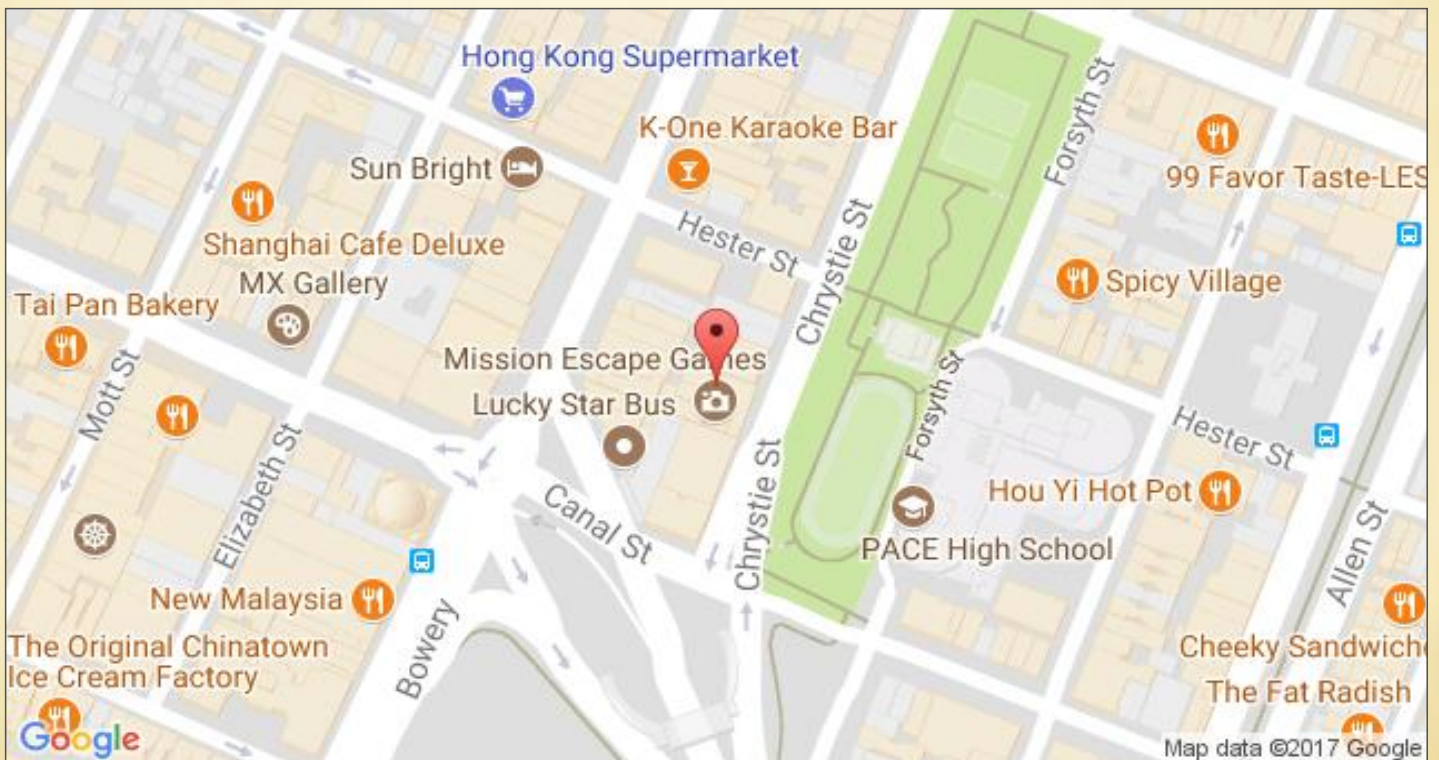 Hong Kong Supermarket
K-One Karaoke Bar
Sun Bright
Forsyth St
99 Favor Taste-LES
Shanghai Cafe Deluxe
Hester St
Chrystie St
MX Gallery
Spicy Village
Tai Pan Bakery
Mission Escape Games
Lucky Star Bus
Mott St
Forsyth St
Hester St
Elizabeth St
Canal St
Chrystie St
Hou Yi Hot Pot
PACE High School
Allen St
New Malaysia
Bowery
The Original Chinatown
Ice Cream Factory
Cheeky Sandwiche
The Fat Radish
Google
Map data ©2017 Google